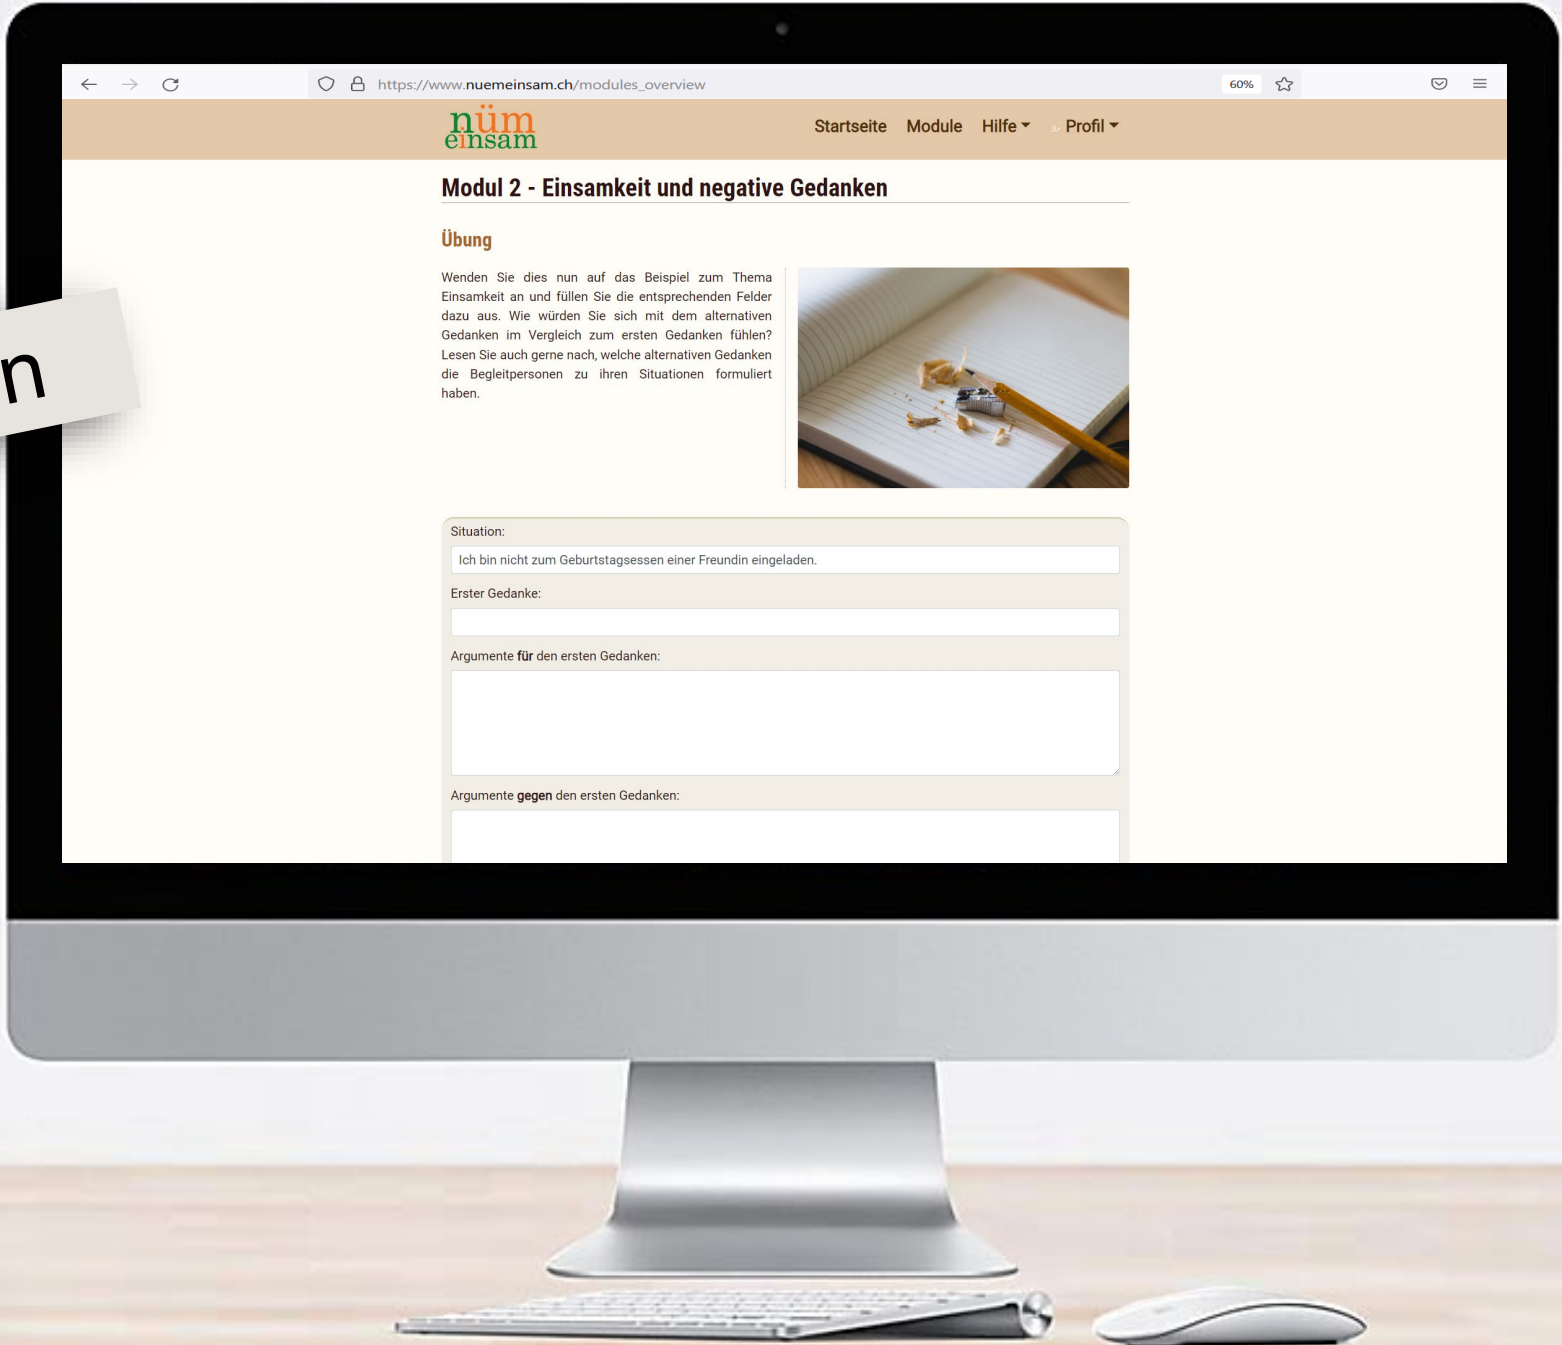 https://www.nuemeinsam.ch/modules_overview
60%
nüm
einsam
Startseite Module Hilfe Profil
Modul 2 - Einsamkeit und negative Gedanken
Übung
Wenden Sie dies nun auf das Beispiel zum Thema
Einsamkeit an und füllen Sie die entsprechenden Felder
dazu aus. Wie würden Sie sich mit dem alternativen
Gedanken im Vergleich zum ersten Gedanken fühlen?
Lesen Sie auch gerne nach, welche alternativen Gedanken
die Begleitpersonen zu ihren Situationen formuliert
haben.
n
Situation:
Ich bin nicht zum Geburtstagsessen einer Freundin eingeladen.
Erster Gedanke:
Argumente für den ersten Gedanken:
Argumente gegen den ersten Gedanken: